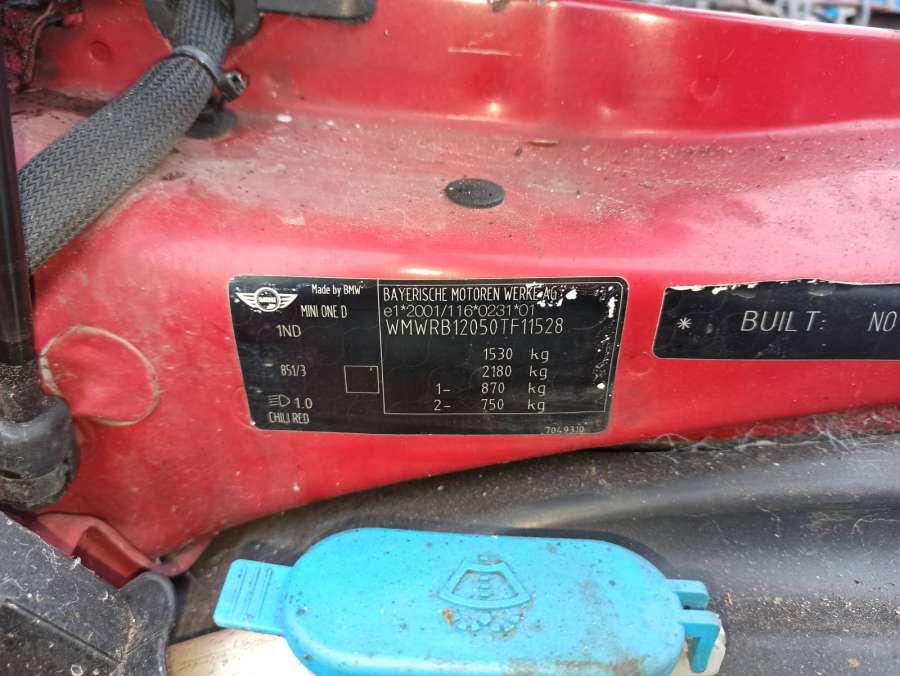 Made by BMW
MINI ONE D
1ND
851/3
1.0
CHILI RED
BAYERISCHE MOTOREN WERKE AG
e1*2001/116*0231*01
WMWRB12050TF11528
1530 kg
2180 kg
1- 870 kg
2- 750 kg
7049310
* BUILT: NO